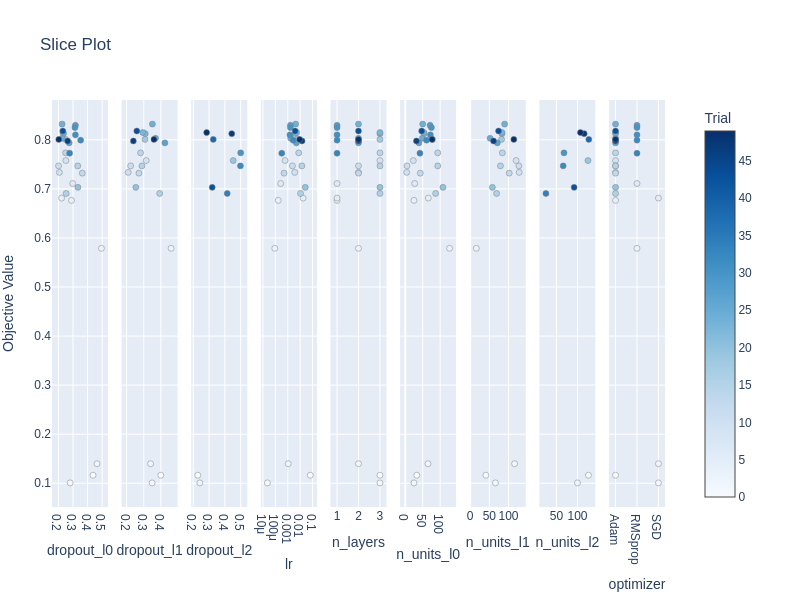 Slice Plot
Trial
Objective Value
0.8
0.7
0.6
0.5
0.4
0.3
0.2
0.1
45
40
35
30
25
20
15
10
5
0
0.2 0.3 0.4 0.5
dropout_l0
0.2 0.3 0.4
dropout_l1
0.2 0.3 0.4 0.5
dropout_l2
10μ 100μ 0.001 0.01 0.1
lr
1 2 3
n_layers
0 50 100
n_units_l0
0 50 100
n_units_l1
50 100
n_units_l2
Adam RMSprop SGD
optimizer